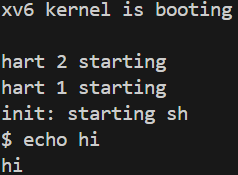 xv6 kernel is booting

hart 2 starting
hart 1 starting
init: starting sh
$ echo hi
hi